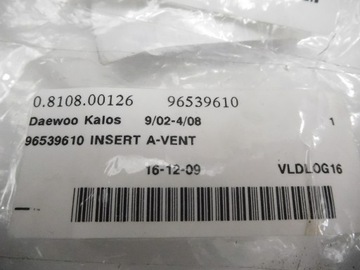 0.8108.00126 96539610
Daewoo Kalos 9/02-4/08 1
96539610 INSERT A-VENT
16-12-09 VLDLOG16